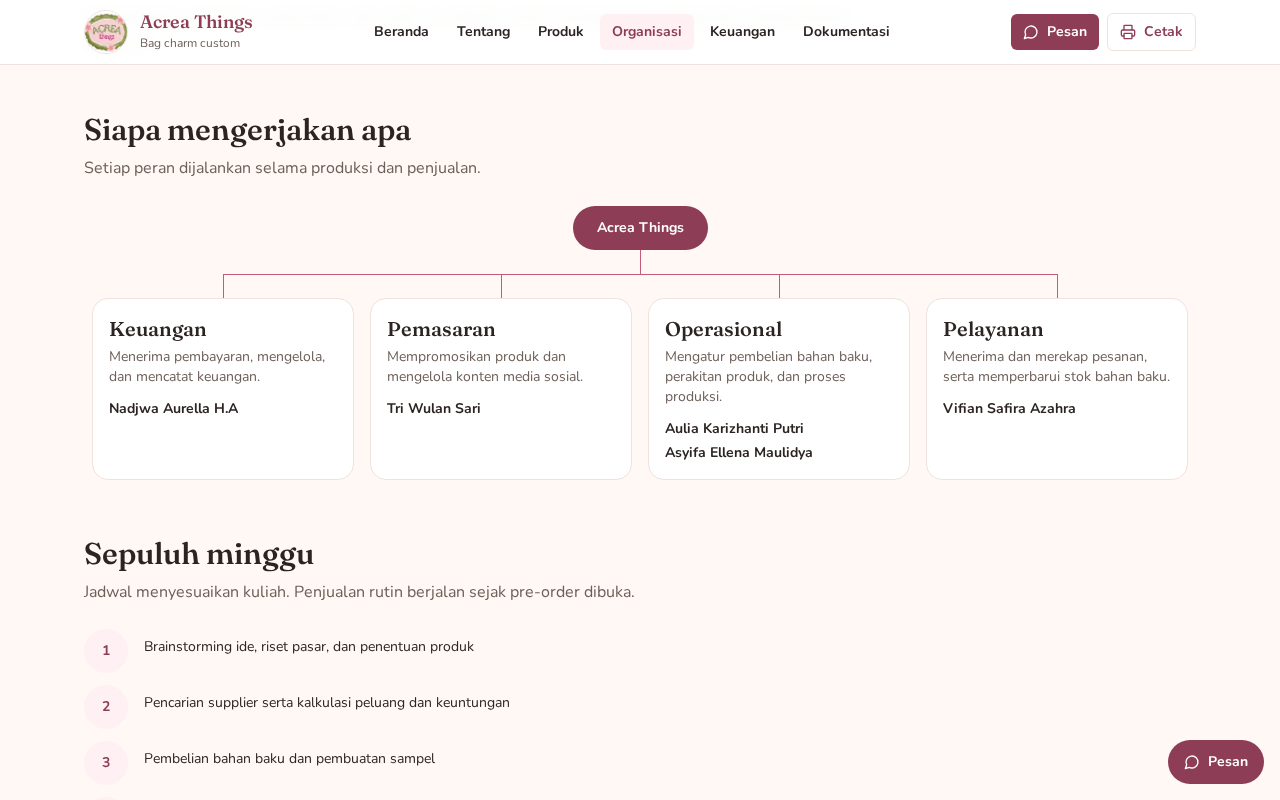 ACREA
things
Acrea Things
Bag charm custom
Beranda
Tentang
Produk
Organisasi
Keuangan
Dokumentasi
Pesan
Cetak
Siapa mengerjakan apa
Setiap peran dijalankan selama produksi dan penjualan.
Acrea Things
Keuangan
Menerima pembayaran, mengelola,
dan mencatat keuangan.
Nadjwa Aurella H.A
Pemasaran
Mempromosikan produk dan
mengelola konten media sosial.
Tri Wulan Sari
Operasional
Mengatur pembelian bahan baku,
perakitan produk, dan proses
produksi.
Aulia Karizhanti Putri
Asyifa Ellena Maulidya
Pelayanan
Menerima dan merekap pesanan,
serta memperbarui stok bahan baku.
Vifian Safira Azahra
Sepuluh minggu
Jadwal menyesuaikan kuliah. Penjualan rutin berjalan sejak pre-order dibuka.
1 Brainstorming ide, riset pasar, dan penentuan produk
2 Pencarian supplier serta kalkulasi peluang dan keuntungan
3 Pembelian bahan baku dan pembuatan sampel
Pesan